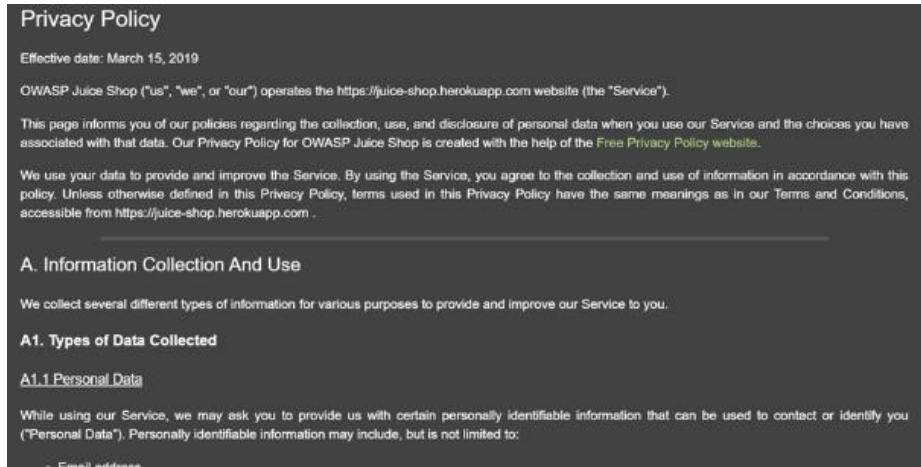 Privacy Policy
Effective date: March 15, 2019
OWASP Juice Shop ("us", "we", or "our") operates the https://juice-shop.herokuapp.com website (the "Service").
This page informs you of our policies regarding the collection, use, and disclosure of personal data when you use our Service and the choices you have
associated with that data. Our Privacy Policy for OWASP Juice Shop is created with the help of the Free Privacy Policy website.
We use your data to provide and improve the Service. By using the Service, you agree to the collection and use of information in accordance with this
policy. Unless otherwise defined in this Privacy Policy, terms used in this Privacy Policy have the same meanings as in our Terms and Conditions,
accessible from https://juice-shop.herokuapp.com .
A. Information Collection And Use
We collect several different types of information for various purposes to provide and improve our Service to you.
A1. Types of Data Collected
A1.1 Personal Data
While using our Service, we may ask you to provide us with certain personally identifiable information that can be used to contact or identify you
("Personal Data"). Personally identifiable information may include, but is not limited to:
• Email address